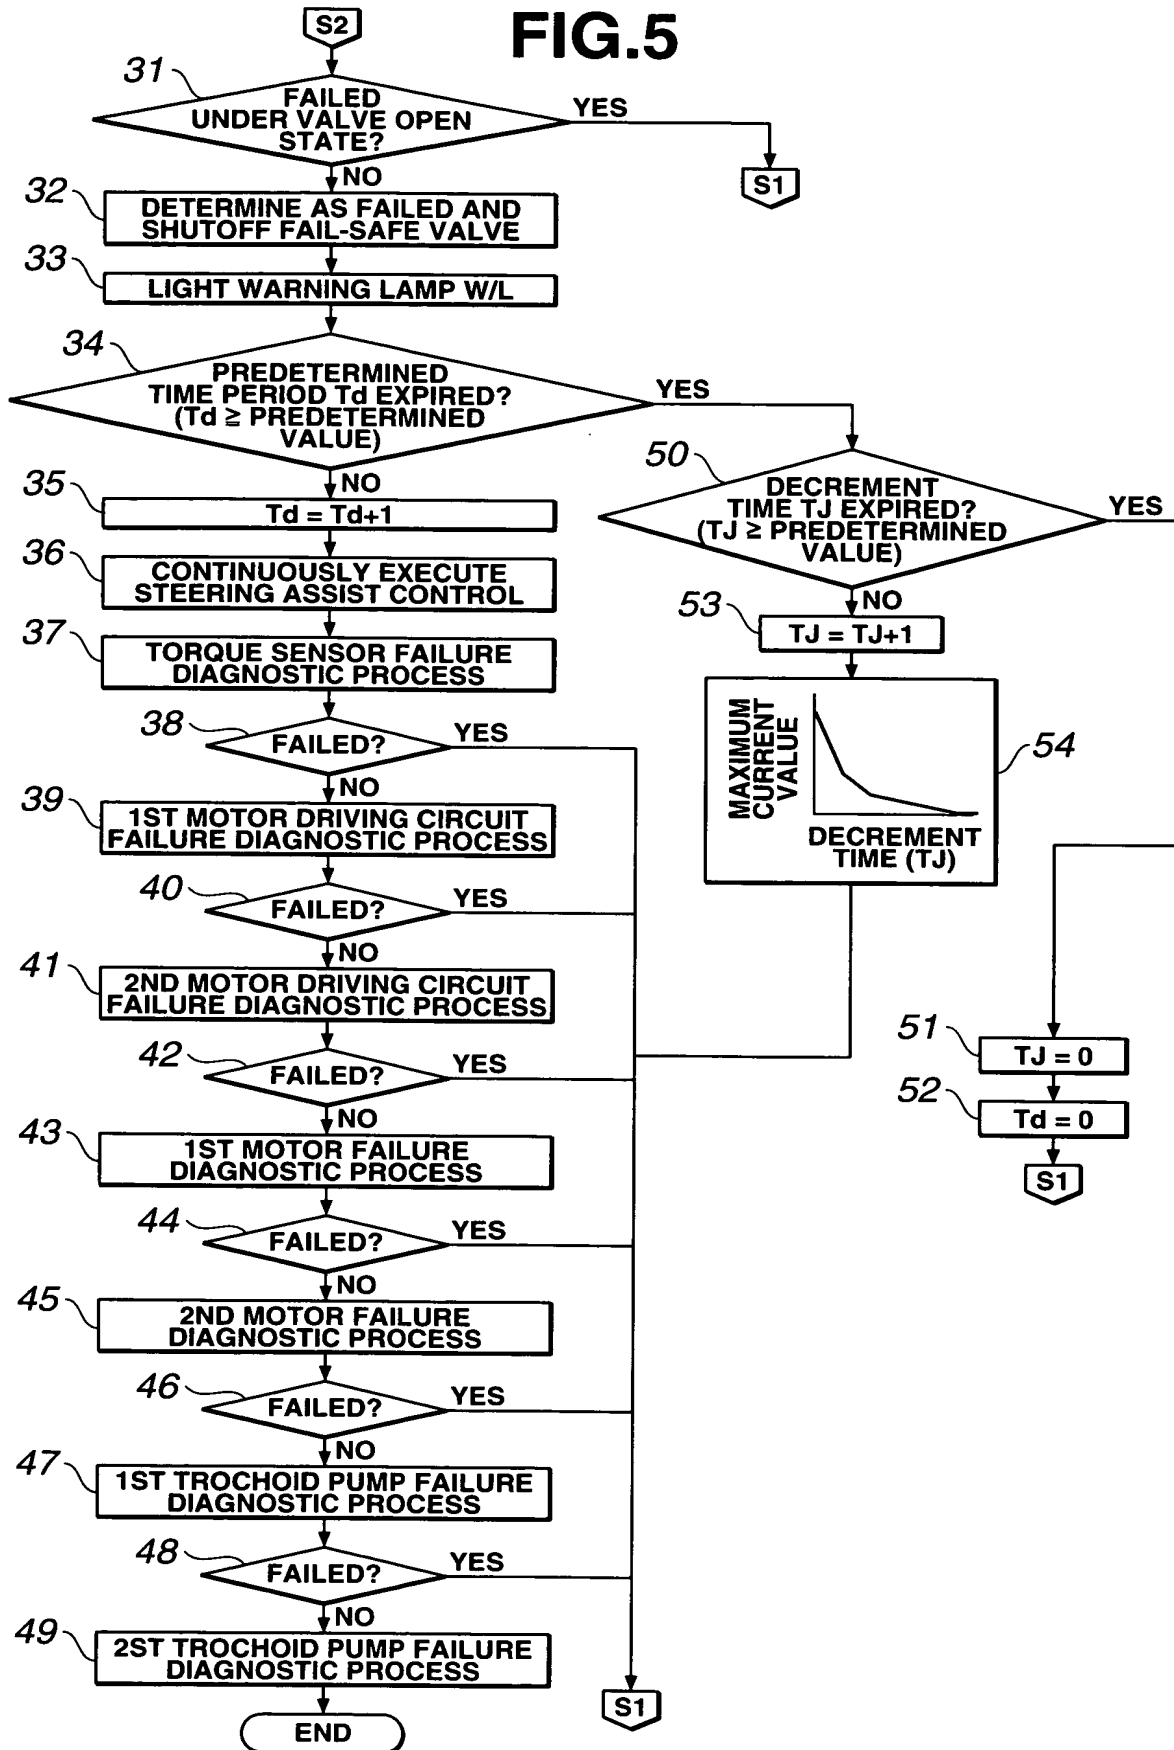 FIG.5
S2
31
FAILED
UNDER VALVE OPEN
STATE?
YES
S1
NO
32
DETERMINE AS FAILED AND
SHUTOFF FAIL-SAFE VALVE
33
LIGHT WARNING LAMP W/L
34
PREDETERMINED
TIME PERIOD Td EXPIRED?
(Td ≧ PREDETERMINED
VALUE)
YES
NO
35
Td = Td+1
36
CONTINUOUSLY EXECUTE
STEERING ASSIST CONTROL
37
TORQUE SENSOR FAILURE
DIAGNOSTIC PROCESS
38
FAILED?
YES
NO
39
1ST MOTOR DRIVING CIRCUIT
FAILURE DIAGNOSTIC PROCESS
40
FAILED?
YES
NO
41
2ND MOTOR DRIVING CIRCUIT
FAILURE DIAGNOSTIC PROCESS
42
FAILED?
YES
NO
43
1ST MOTOR FAILURE
DIAGNOSTIC PROCESS
44
FAILED?
YES
NO
45
2ND MOTOR FAILURE
DIAGNOSTIC PROCESS
46
FAILED?
YES
NO
47
1ST TROCHOID PUMP FAILURE
DIAGNOSTIC PROCESS
48
FAILED?
YES
NO
49
2ST TROCHOID PUMP FAILURE
DIAGNOSTIC PROCESS
END
S1
50
DECREMENT
TIME TJ EXPIRED?
(TJ ≥ PREDETERMINED
VALUE)
YES
NO
53
TJ = TJ+1
54
MAXIMUM
CURRENT
VALUE
DECREMENT
TIME (TJ)
51
TJ = 0
52
Td = 0
S1